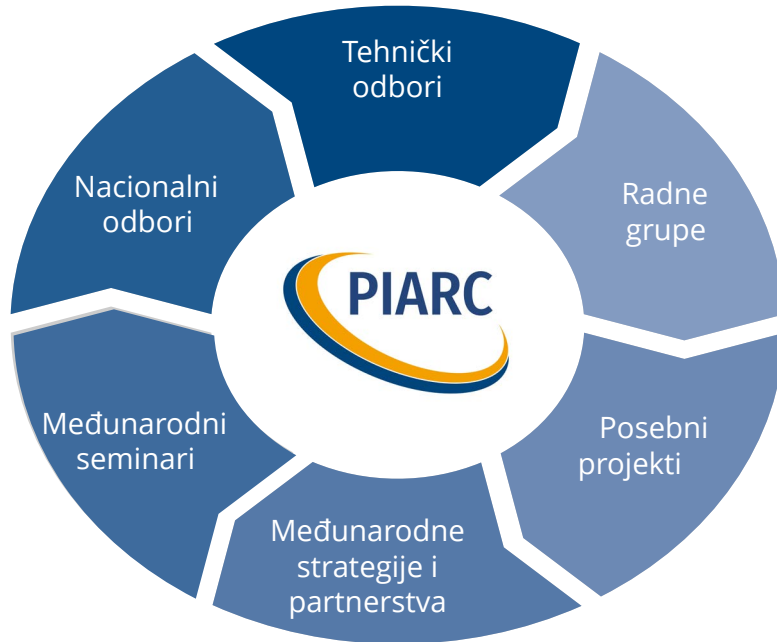 Tehnički
odbori
Radne
grupe
Posebni
projekti
Međunarodne
strategije i
partnerstva
Međunarodni
seminari
Nacionalni
odbori
PIARC